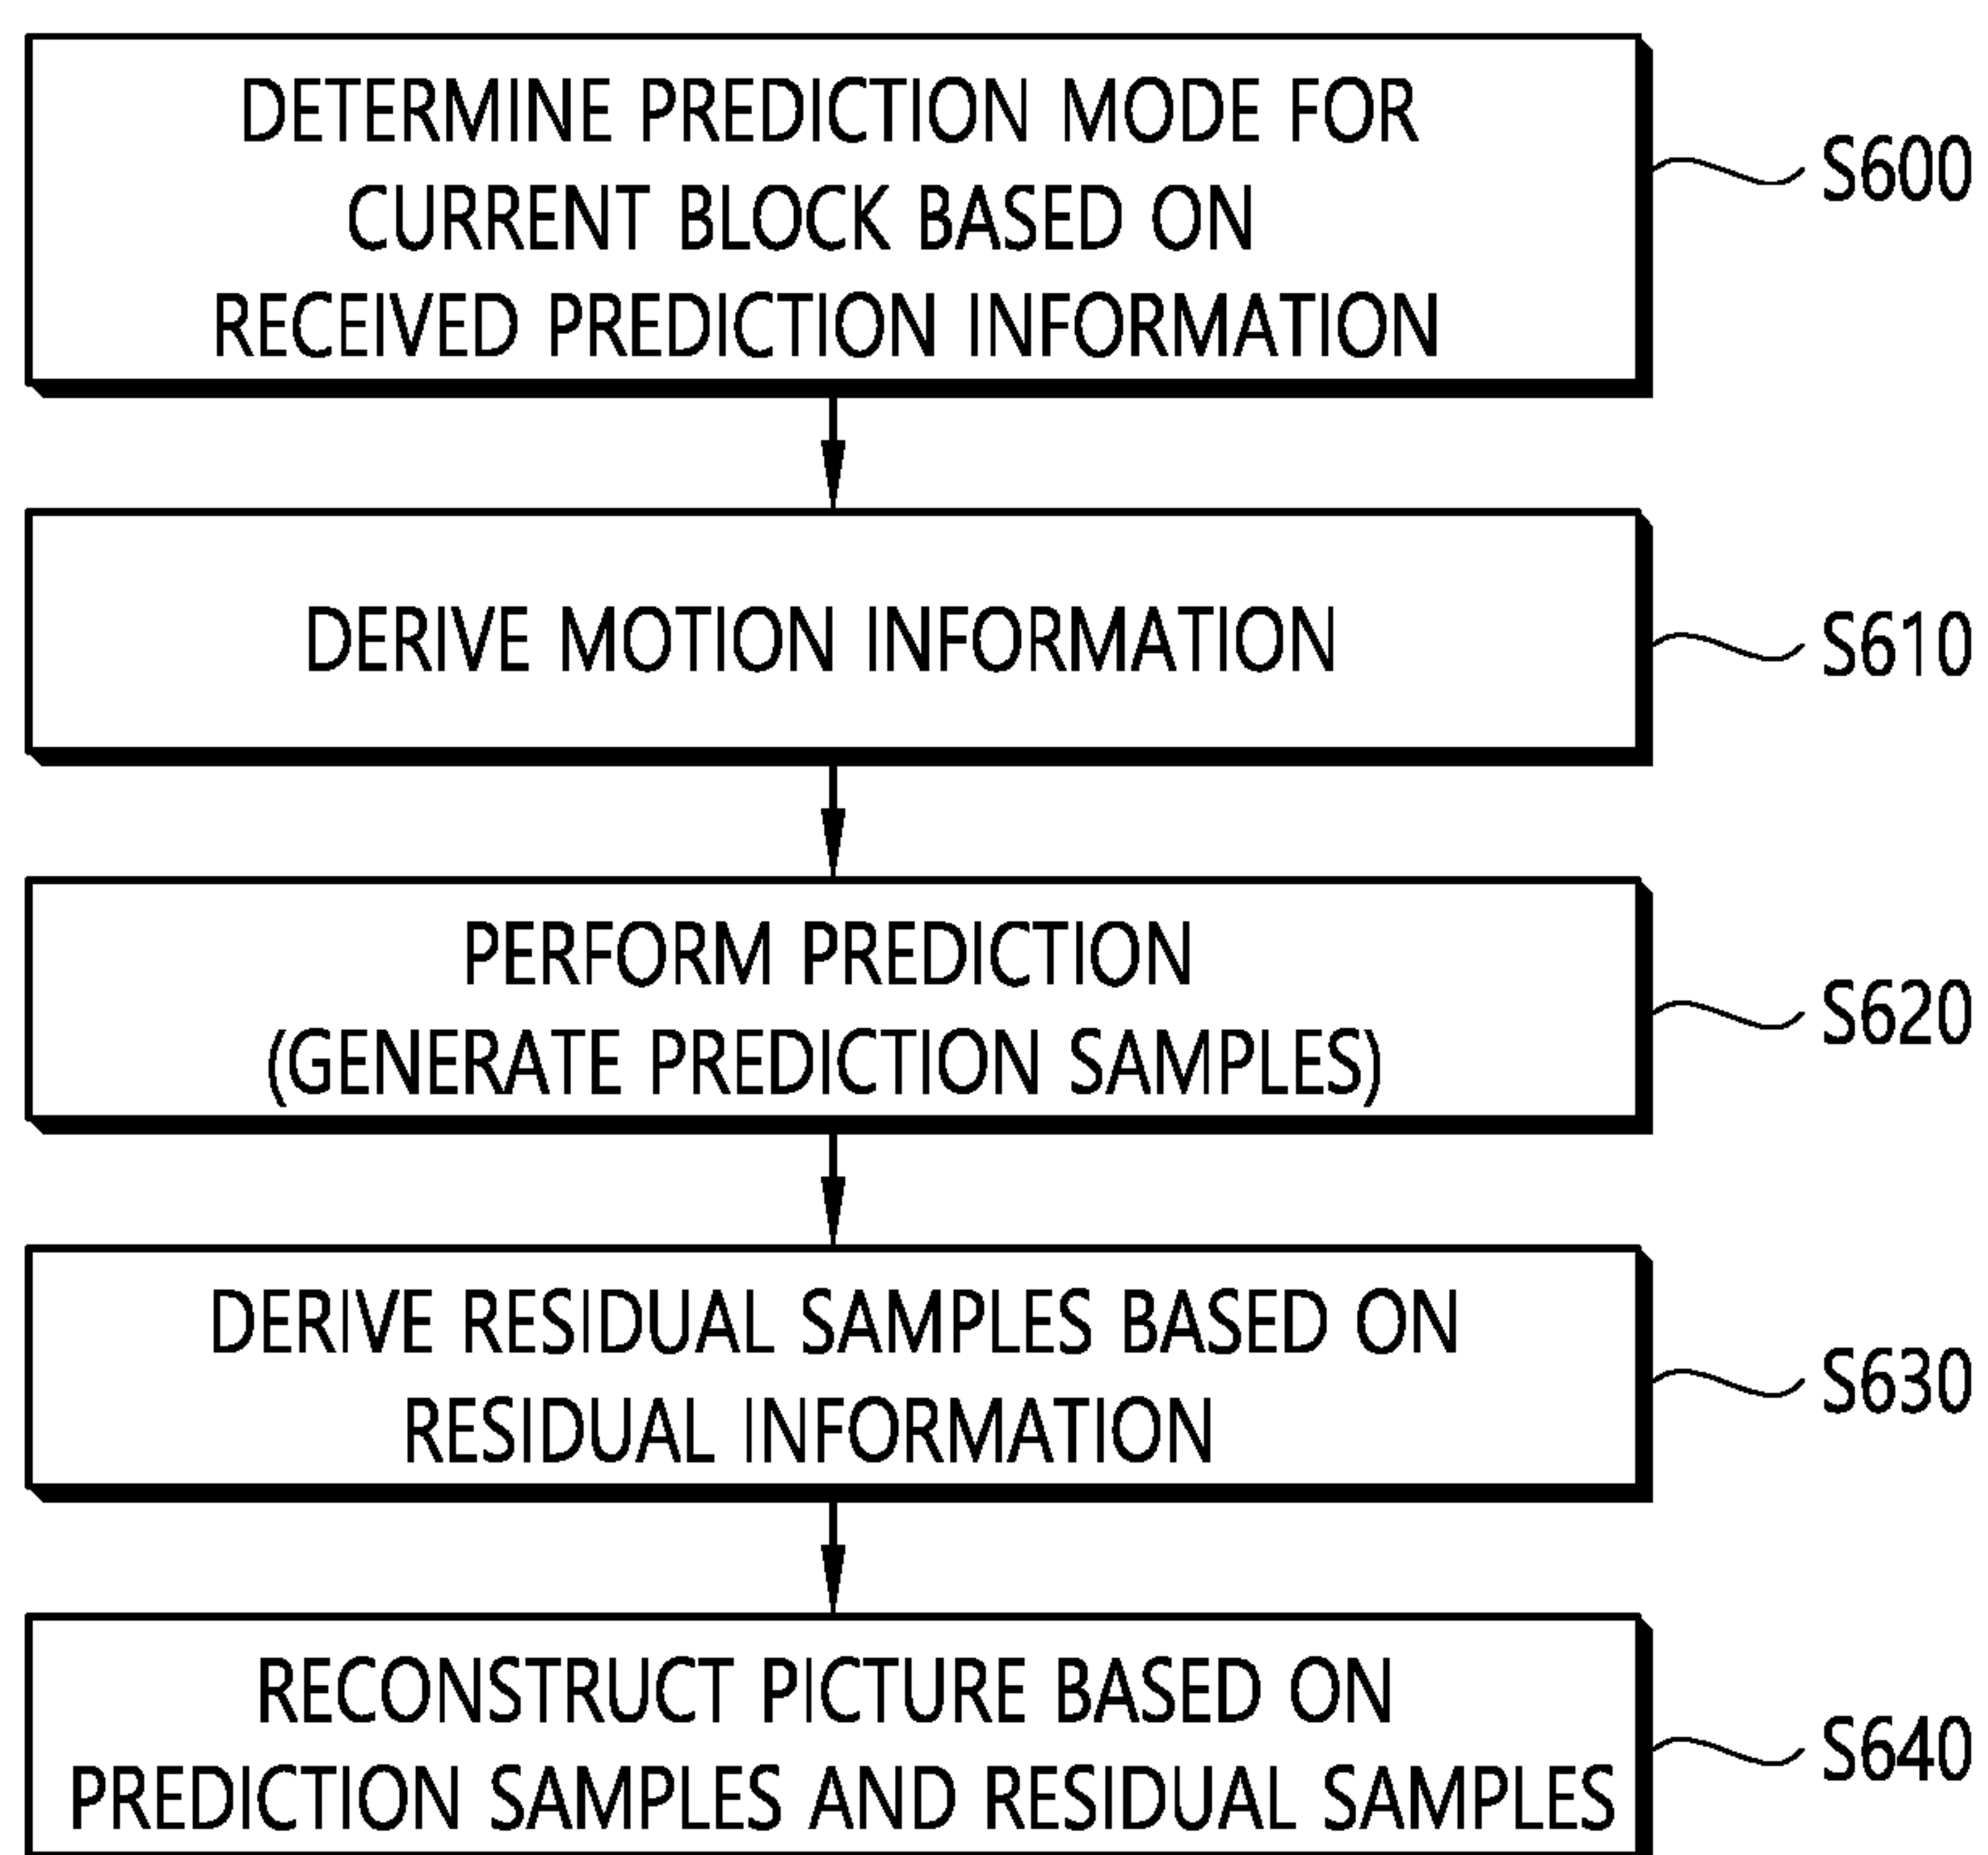 DETERMINE PREDICTION MODE FOR
CURRENT BLOCK BASED ON
RECEIVED PREDICTION INFORMATION
S600
DERIVE MOTION INFORMATION
S610
PERFORM PREDICTION
(GENERATE PREDICTION SAMPLES)
S620
DERIVE RESIDUAL SAMPLES BASED ON
RESIDUAL INFORMATION
S630
RECONSTRUCT PICTURE BASED ON
PREDICTION SAMPLES AND RESIDUAL SAMPLES
S640